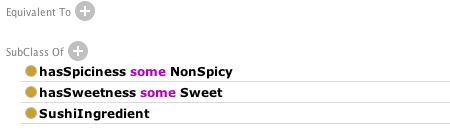 Equivalent To
SubClass Of
hasSpiciness some NonSpicy
hasSweetness some Sweet
SushiIngredient